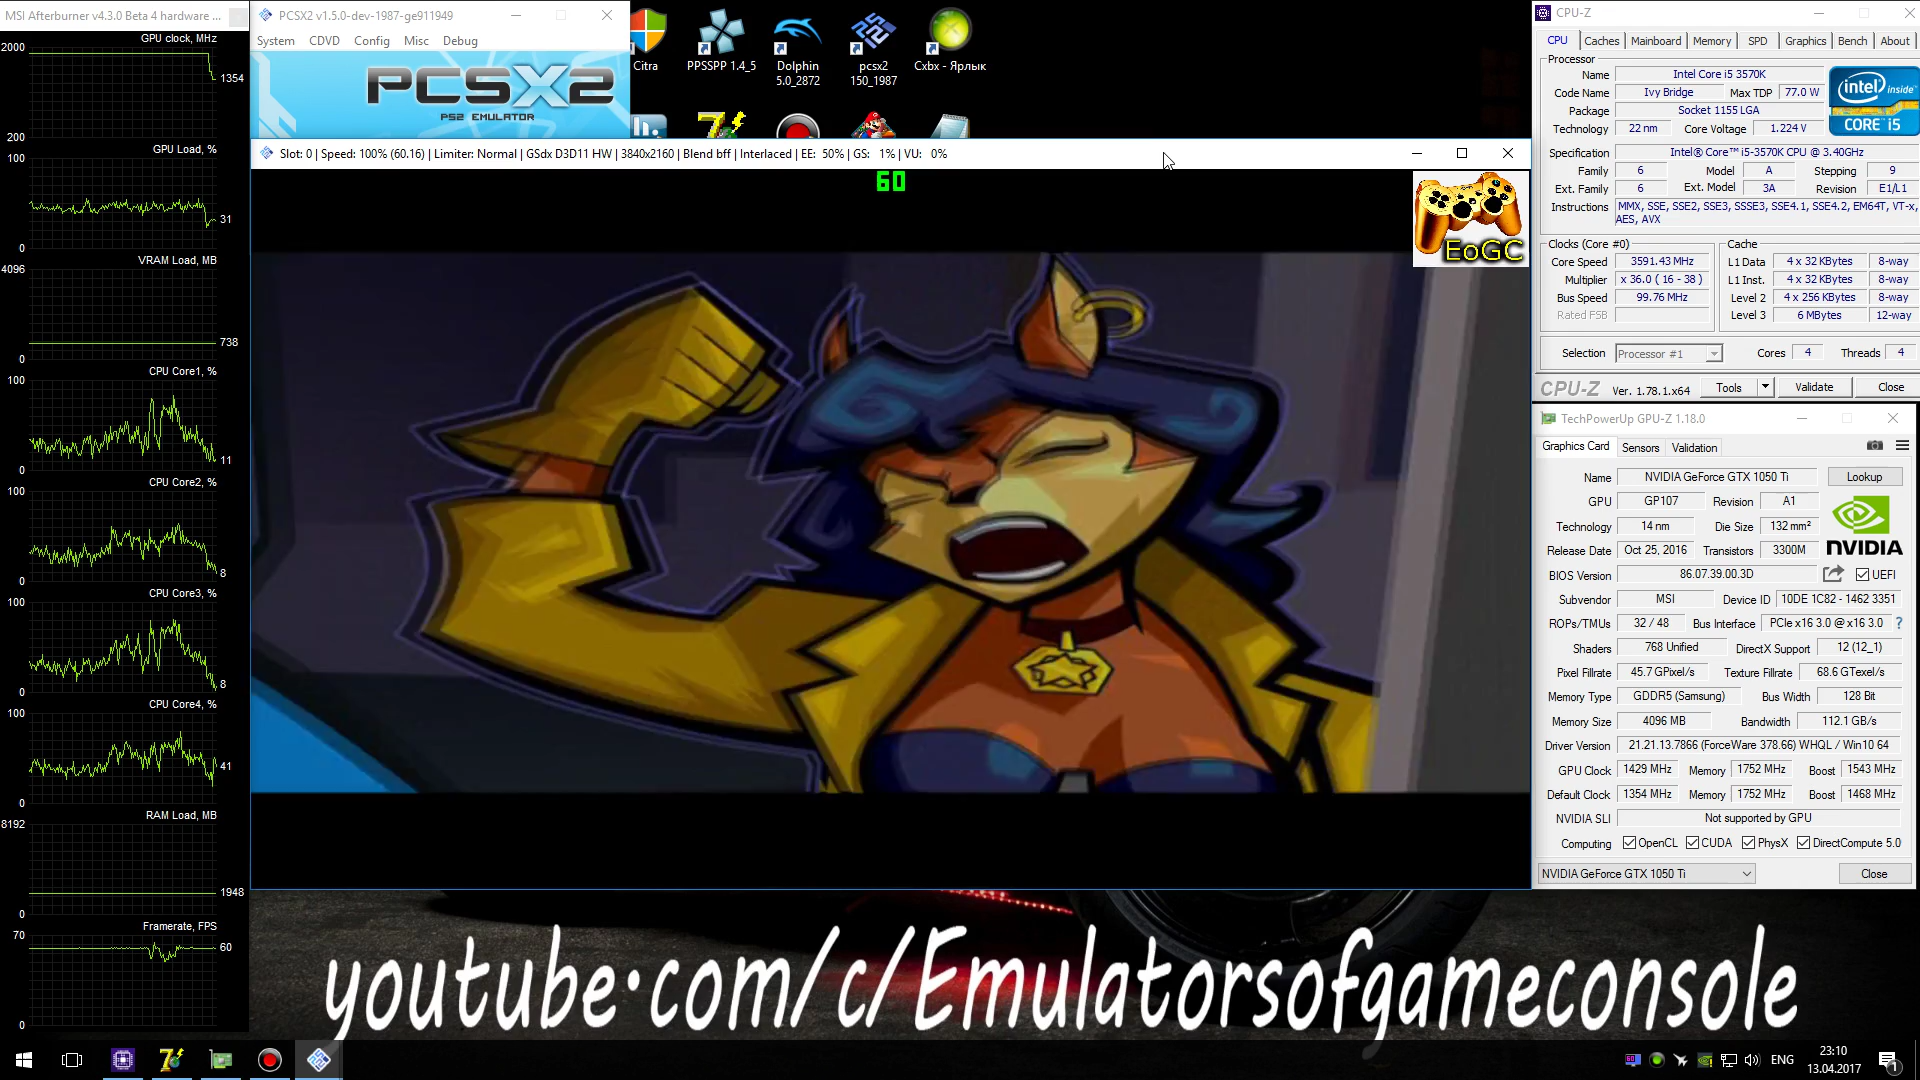 MSI Afterburner v4.3.0 Beta 4 hardware ...
GPU clock, MHz
2000
1354
200
GPU Load, %
100
31
0
VRAM Load, MB
4096
738
0
CPU Core1, %
100
11
0
CPU Core2, %
100
8
0
CPU Core3, %
100
8
0
CPU Core4, %
100
41
0
RAM Load, MB
8192
1948
0
Framerate, FPS
70
60
0
PCSX2 v1.5.0-dev-1987-ge911949
System CDVD Config Misc Debug
PCSX2
PS2 EMULATOR
Citra
PPSSPP 1.4_5
Dolphin 5.0_2872
pcsx2 150_1987
Cxbx - Ярлык
Slot: 0 | Speed: 100% (60.16) | Limiter: Normal | GSdx D3D11 HW | 3840x2160 | Blend bff | Interlaced | EE: 50% | GS: 1% | VU: 0%
60
EoGC
CPU-Z
CPU Caches Mainboard Memory SPD Graphics Bench About
Processor
Name Intel Core i5 3570K
Code Name Ivy Bridge Max TDP 77.0 W
Package Socket 1155 LGA
Technology 22 nm Core Voltage 1.224 V
intel inside™
CORE i5
Specification Intel® Core™ i5-3570K CPU @ 3.40GHz
Family 6 Model A Stepping 9
Ext. Family 6 Ext. Model 3A Revision E1/L1
Instructions MMX, SSE, SSE2, SSE3, SSSE3, SSE4.1, SSE4.2, EM64T, VT-x,
AES, AVX
Clocks (Core #0) Cache
Core Speed 3591.43 MHz L1 Data 4 x 32 KBytes 8-way
Multiplier x 36.0 ( 16 - 38 ) L1 Inst. 4 x 32 KBytes 8-way
Bus Speed 99.76 MHz Level 2 4 x 256 KBytes 8-way
Rated FSB Level 3 6 MBytes 12-way
Selection Processor #1 Cores 4 Threads 4
CPU-Z Ver. 1.78.1.x64 Tools Validate Close
TechPowerUp GPU-Z 1.18.0
Graphics Card Sensors Validation
Name NVIDIA GeForce GTX 1050 Ti Lookup
GPU GP107 Revision A1
Technology 14 nm Die Size 132 mm²
Release Date Oct 25, 2016 Transistors 3300M
NVIDIA
BIOS Version 86.07.39.00.3D UEFI
Subvendor MSI Device ID 10DE 1C82 - 1462 3351
ROPs/TMUs 32 / 48 Bus Interface PCIe x16 3.0 @ x16 3.0 ?
Shaders 768 Unified DirectX Support 12 (12_1)
Pixel Fillrate 45.7 GPixel/s Texture Fillrate 68.6 GTexel/s
Memory Type GDDR5 (Samsung) Bus Width 128 Bit
Memory Size 4096 MB Bandwidth 112.1 GB/s
Driver Version 21.21.13.7866 (ForceWare 378.66) WHQL / Win10 64
GPU Clock 1429 MHz Memory 1752 MHz Boost 1543 MHz
Default Clock 1354 MHz Memory 1752 MHz Boost 1468 MHz
NVIDIA SLI Not supported by GPU
Computing OpenCL CUDA PhysX DirectCompute 5.0
NVIDIA GeForce GTX 1050 Ti Close
youtube.com/c/Emulatorsofgameconsole
ENG
23:10
13.04.2017
1